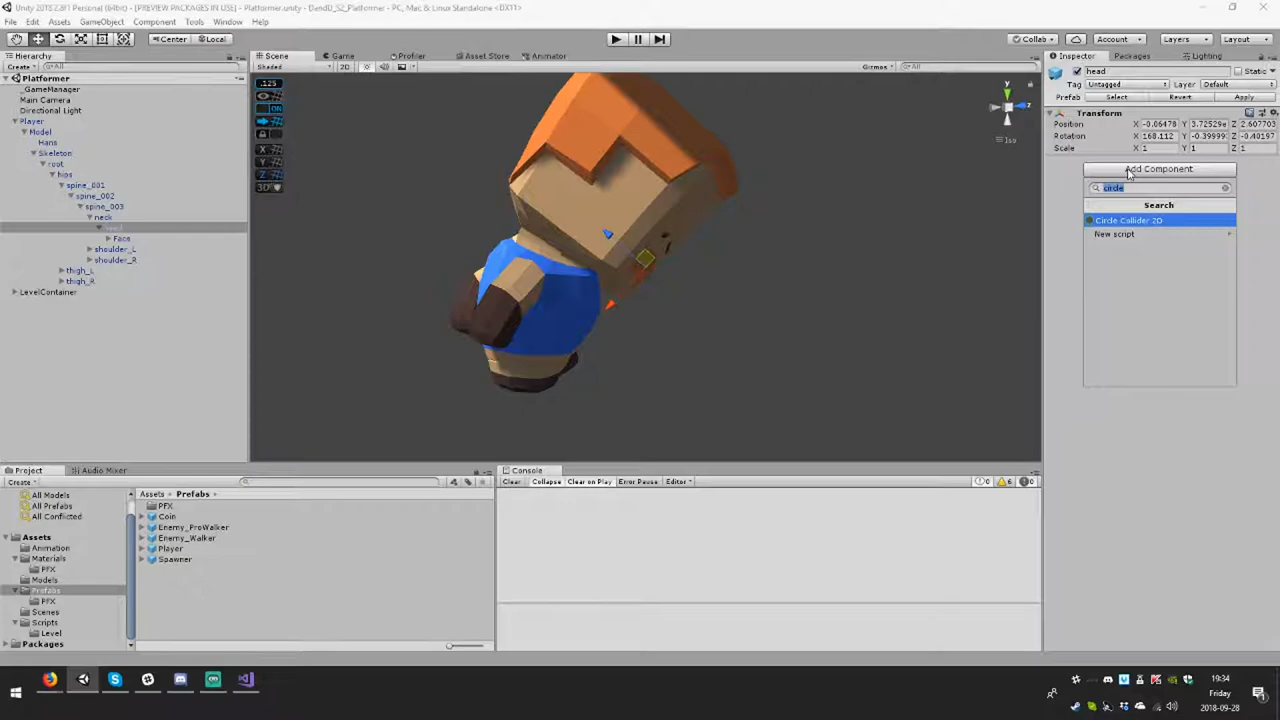 Unity 2018.2.8f1 Personal (64bit) - [PREVIEW PACKAGES IN USE] - Platformer.unity - DandD_S2_Platformer - PC, Mac & Linux Standalone <DX11>
File Edit Assets GameObject Component Tools Window Help
Center Local
Collab Account Layers Layout
Hierarchy
Create All
Platformer
_GameManager
Main Camera
Directional Light
Player
Model
Hans
Skeleton
root
hips
spine_001
spine_002
spine_003
neck
head
Face
shoulder_L
shoulder_R
thigh_L
thigh_R
LevelContainer
Scene Game Profiler Asset Store Animator
Shaded 2D Gizmos All
.125
ON
X
Y
Z
3D
y
z
Iso
Inspector Packages Lighting
head Static
Tag Untagged Layer Default
Prefab Select Revert Apply
Transform
Position X -0.06478 Y 3.72529e Z 2.607703
Rotation X 168.112 Y -0.39999 Z -0.40197
Scale X 1 Y 1 Z 1
Add Component
circle
Search
Circle Collider 2D
New script
Project Audio Mixer
Create
All Models
All Prefabs
All Conflicted
Assets
Animation
Materials
PFX
Models
Prefabs
PFX
Scenes
Scripts
Level
Packages
Assets Prefabs
PFX
Coin
Enemy_ProWalker
Enemy_Walker
Player
Spawner
Console
Clear Collapse Clear on Play Error Pause Editor 0 6 0
19:34
Friday
2018-09-28